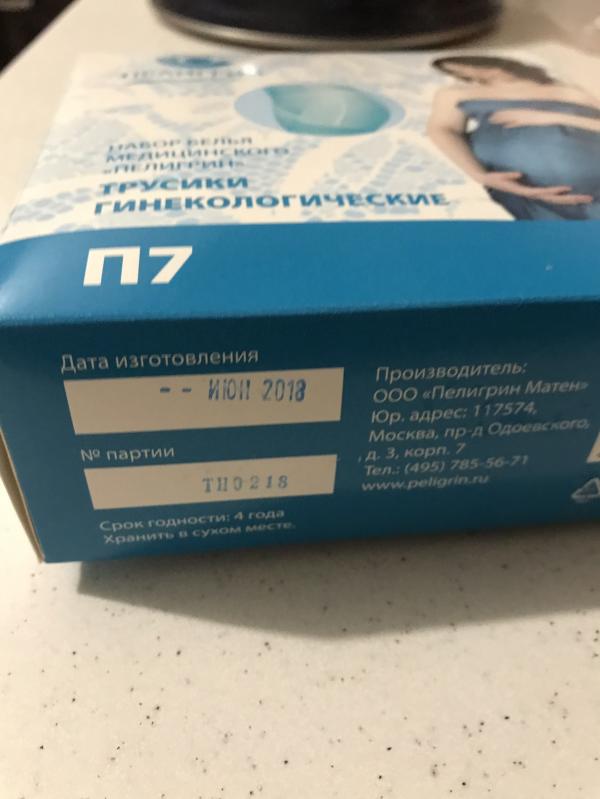 НАБОР БЕЛЬЯ
МЕДИЦИНСКОГО
«ПЕЛИГРИН»
ТРУСИКИ
ГИНЕКОЛОГИЧЕСКИЕ
П7
Дата изготовления
-- ИЮН 2018
№ партии
ТН0218
Срок годности: 4 года
Хранить в сухом месте.
Производитель:
ООО «Пелигрин Матен»
Юр. адрес: 117574,
Москва, пр-д Одоевского,
д. 3, корп. 7
Тел.: (495) 785-56-71
www.peligrin.ru